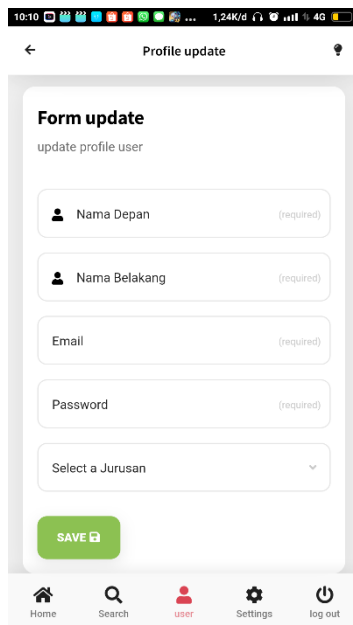 10:10 ... 1,24K/d 4G
Profile update
Form update
update profile user
Nama Depan (required)
Nama Belakang (required)
Email (required)
Password (required)
Select a Jurusan
SAVE
Home Search user Settings log out